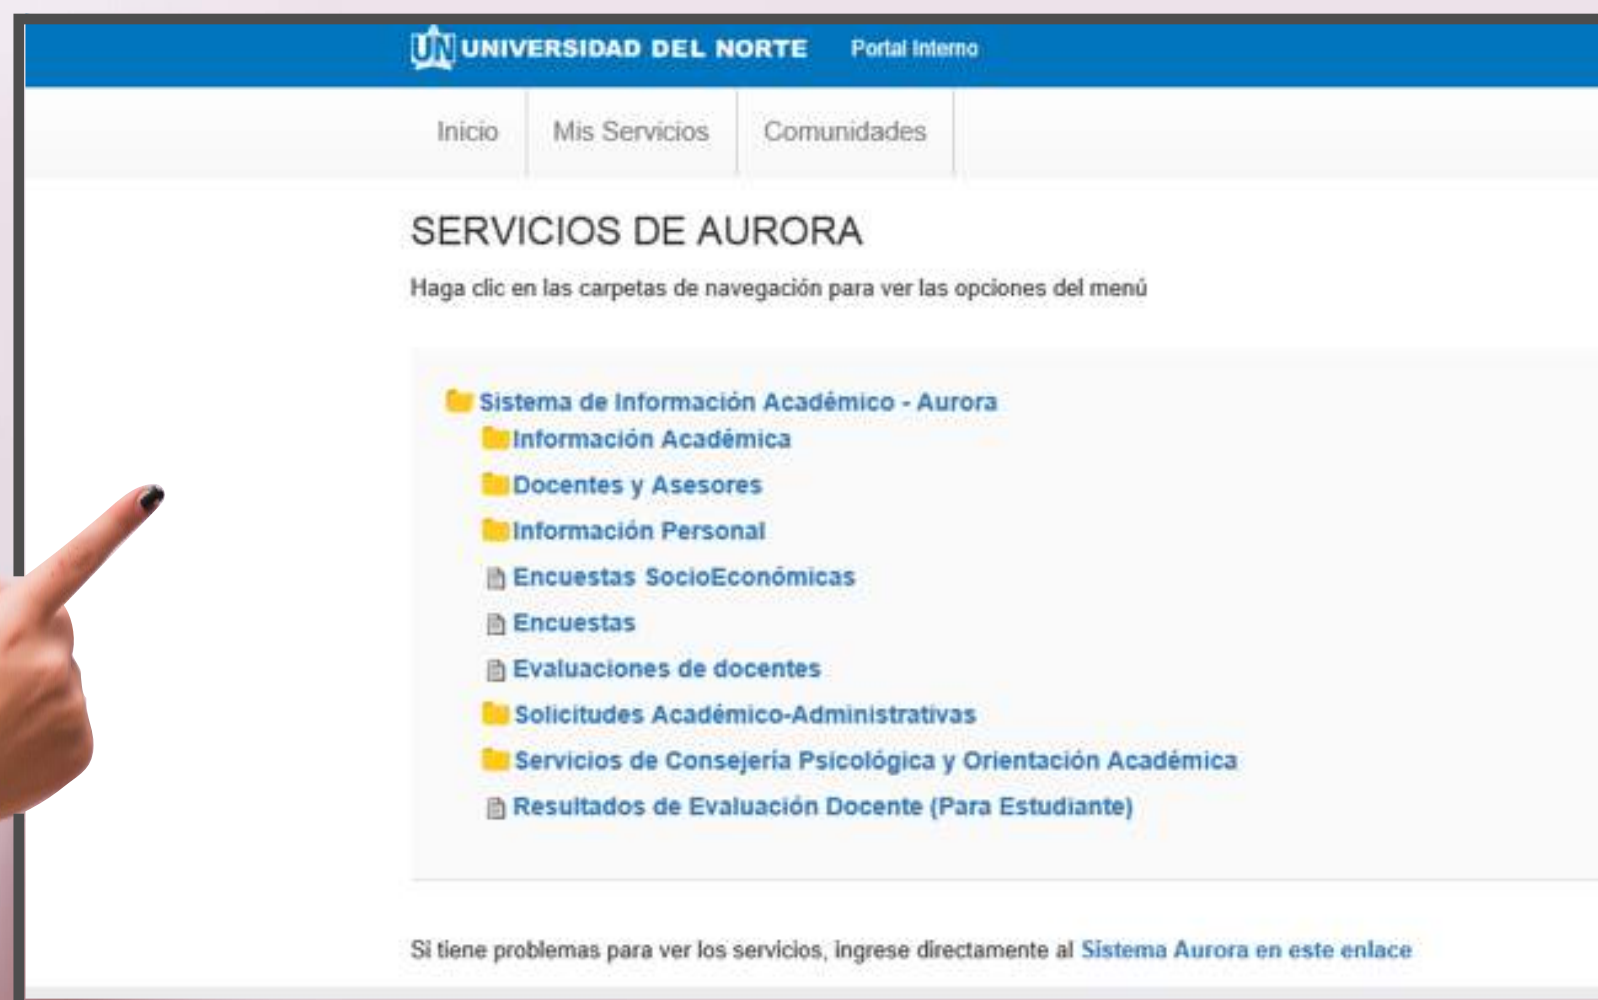 UN UNIVERSIDAD DEL NORTE Portal Interno
Inicio Mis Servicios Comunidades
SERVICIOS DE AURORA
Haga clic en las carpetas de navegación para ver las opciones del menú
Sistema de Información Académico - Aurora
Información Académica
Docentes y Asesores
Información Personal
Encuestas SocioEconómicas
Encuestas
Evaluaciones de docentes
Solicitudes Académico-Administrativas
Servicios de Consejería Psicológica y Orientación Académica
Resultados de Evaluación Docente (Para Estudiante)
Si tiene problemas para ver los servicios, ingrese directamente al Sistema Aurora en este enlace